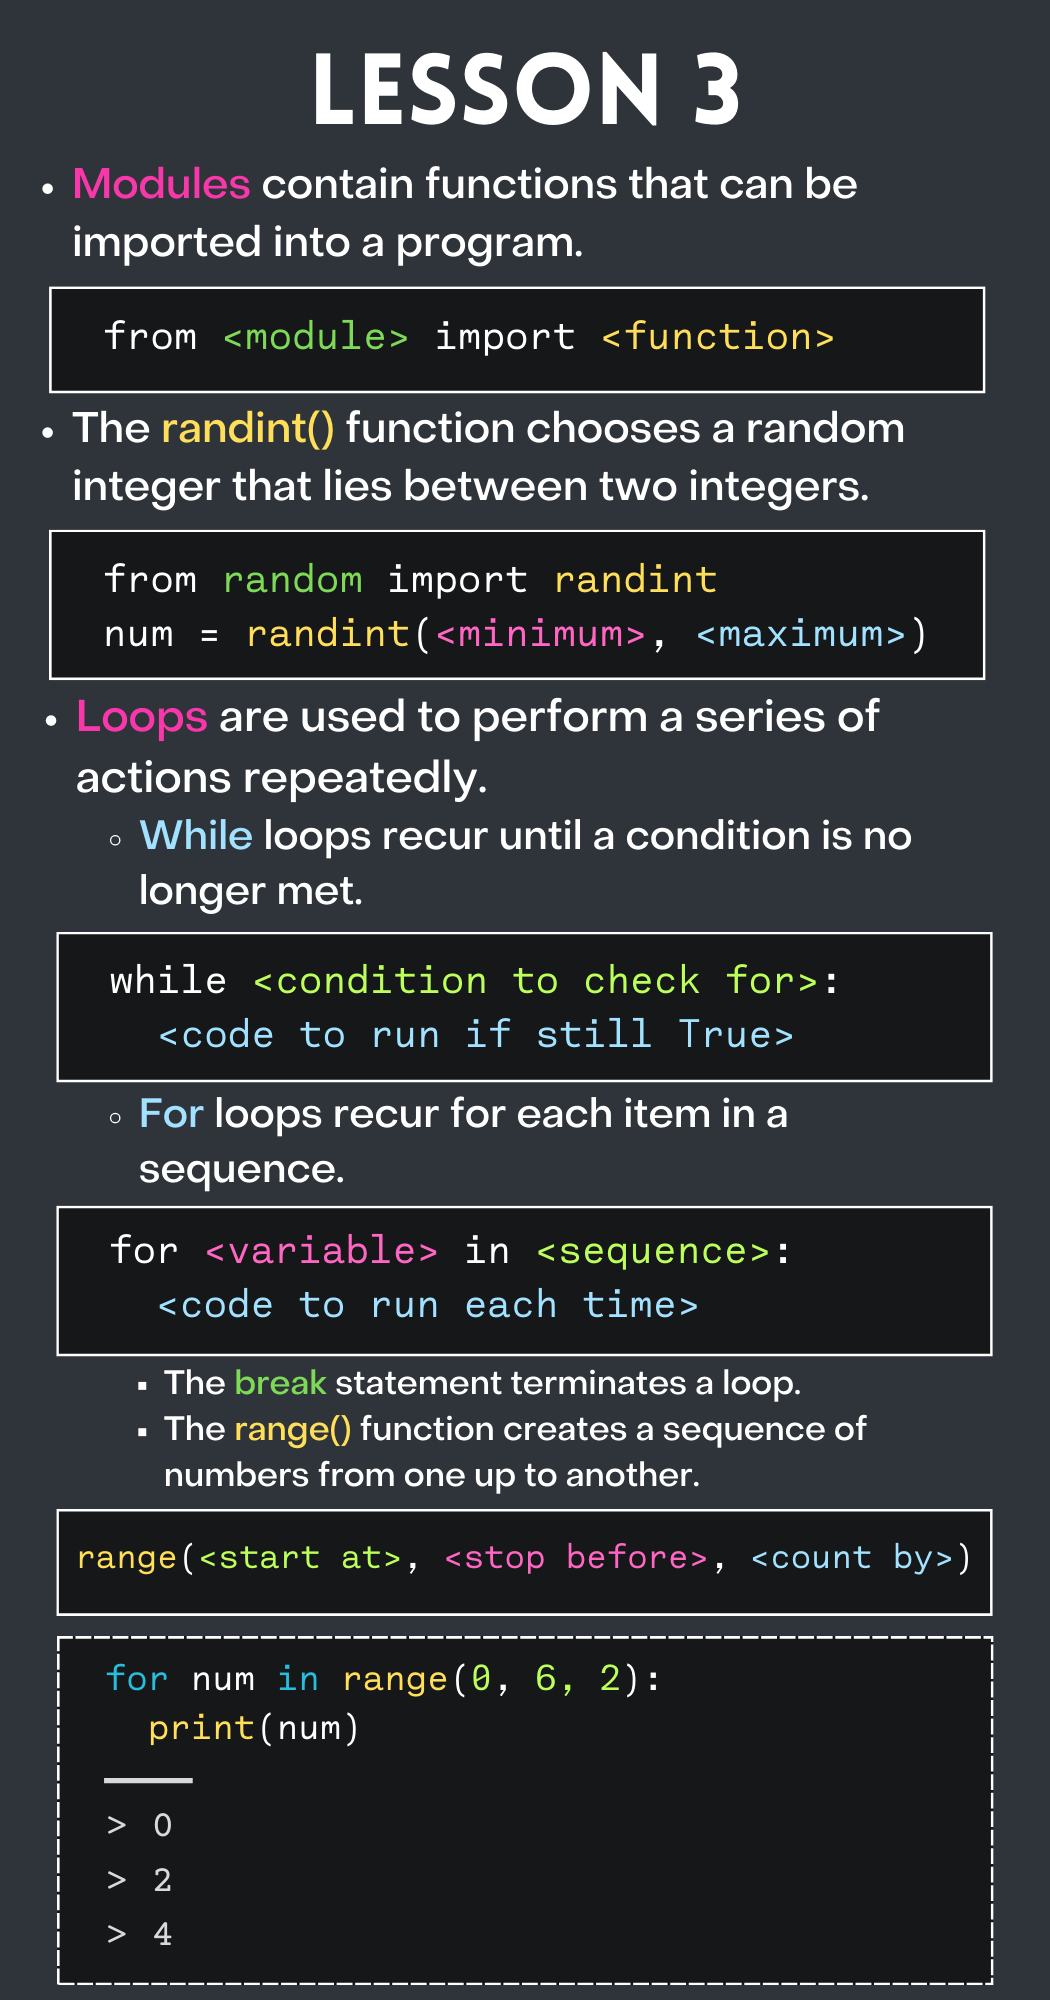 LESSON 3
• Modules contain functions that can be
imported into a program.
from <module> import <function>
• The randint() function chooses a random
integer that lies between two integers.
from random import randint
num = randint(<minimum>, <maximum>)
• Loops are used to perform a series of
actions repeatedly.
◦ While loops recur until a condition is no
longer met.
while <condition to check for>:
  <code to run if still True>
◦ For loops recur for each item in a
sequence.
for <variable> in <sequence>:
  <code to run each time>
▪ The break statement terminates a loop.
▪ The range() function creates a sequence of
numbers from one up to another.
range(<start at>, <stop before>, <count by>)
for num in range(0, 6, 2):
  print(num)
> 0
> 2
> 4